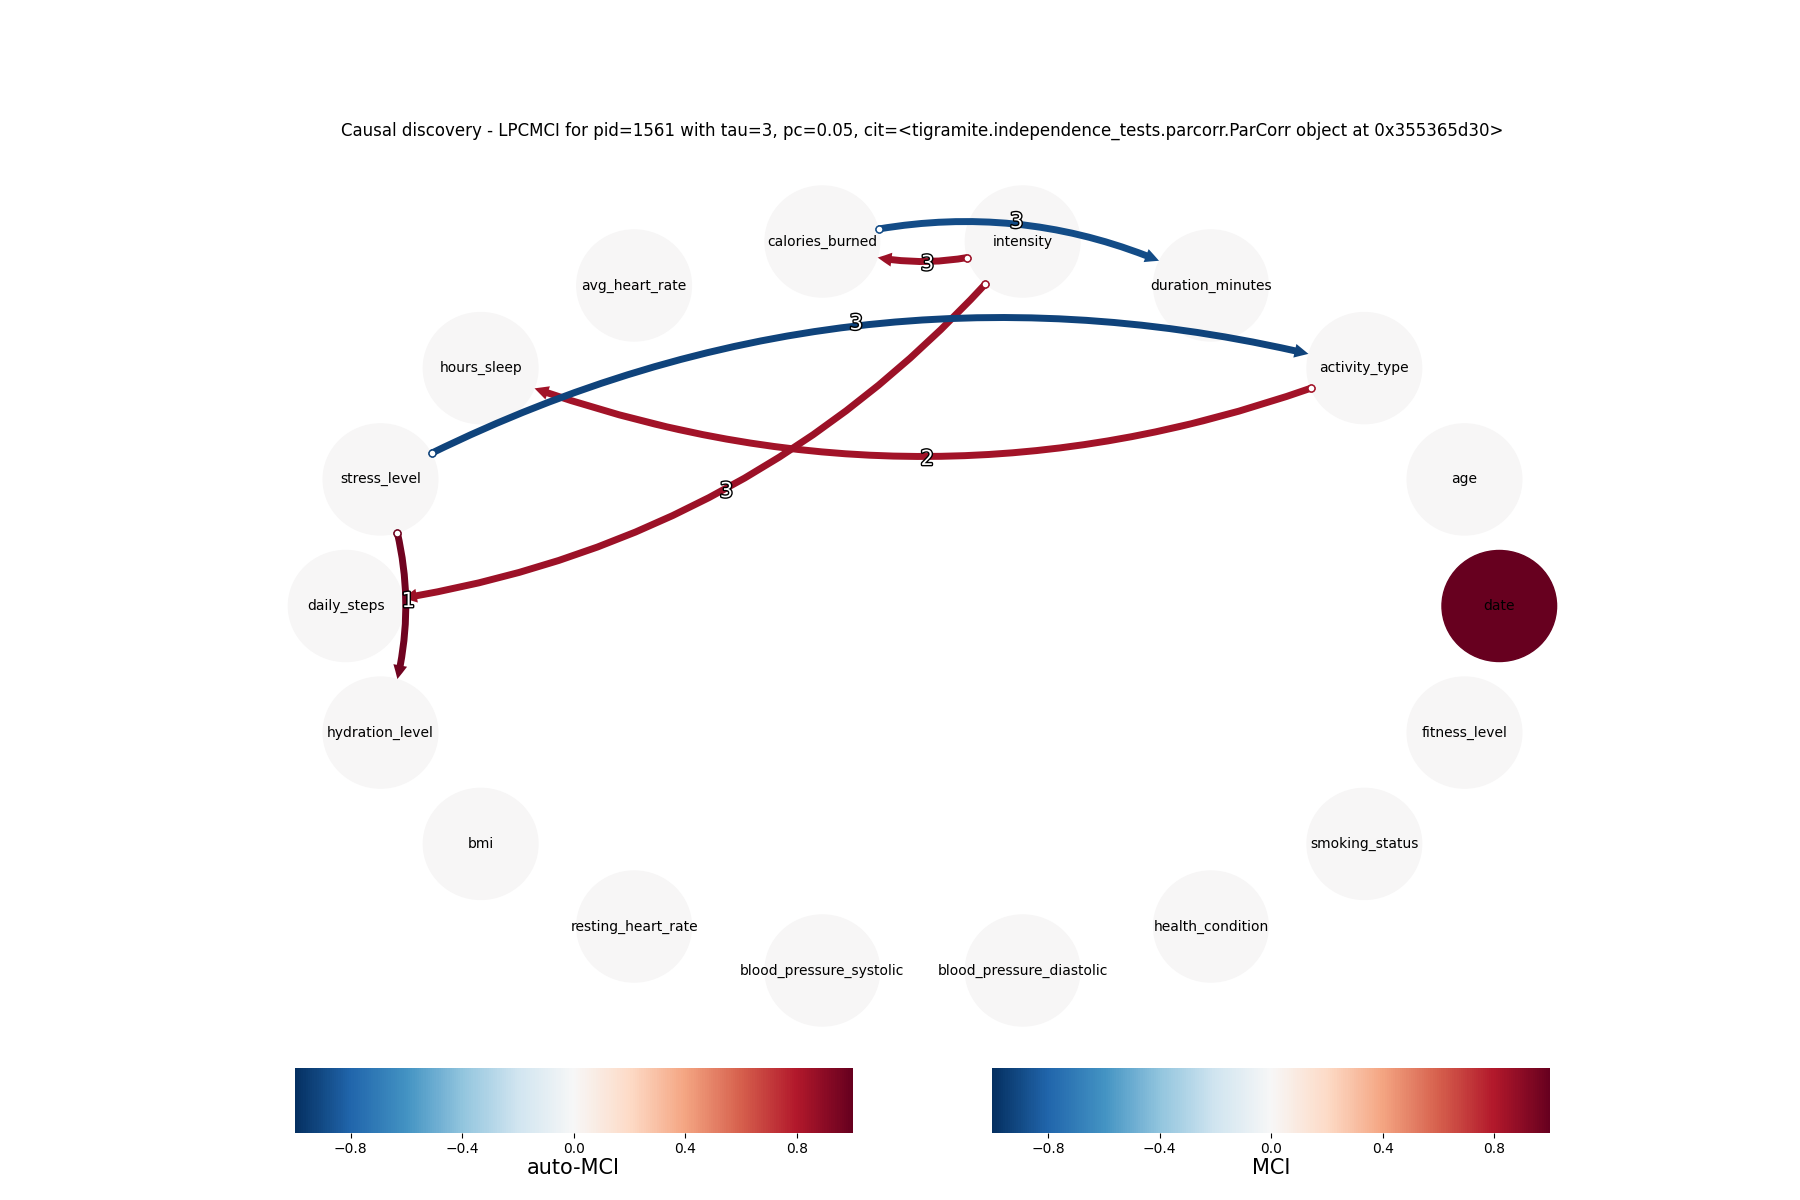 Causal discovery - LPCMCI for pid=1561 with tau=3, pc=0.05, cit=<tigramite.independence_tests.parcorr.ParCorr object at 0x355365d30>
3
calories_burned
intensity
3
avg_heart_rate
duration_minutes
3
hours_sleep
activity_type
2
stress_level
3
age
1
daily_steps
date
hydration_level
fitness_level
bmi
smoking_status
resting_heart_rate
health_condition
blood_pressure_systolic
blood_pressure_diastolic
−0.8 −0.4 0.0 0.4 0.8
auto-MCI
−0.8 −0.4 0.0 0.4 0.8
MCI